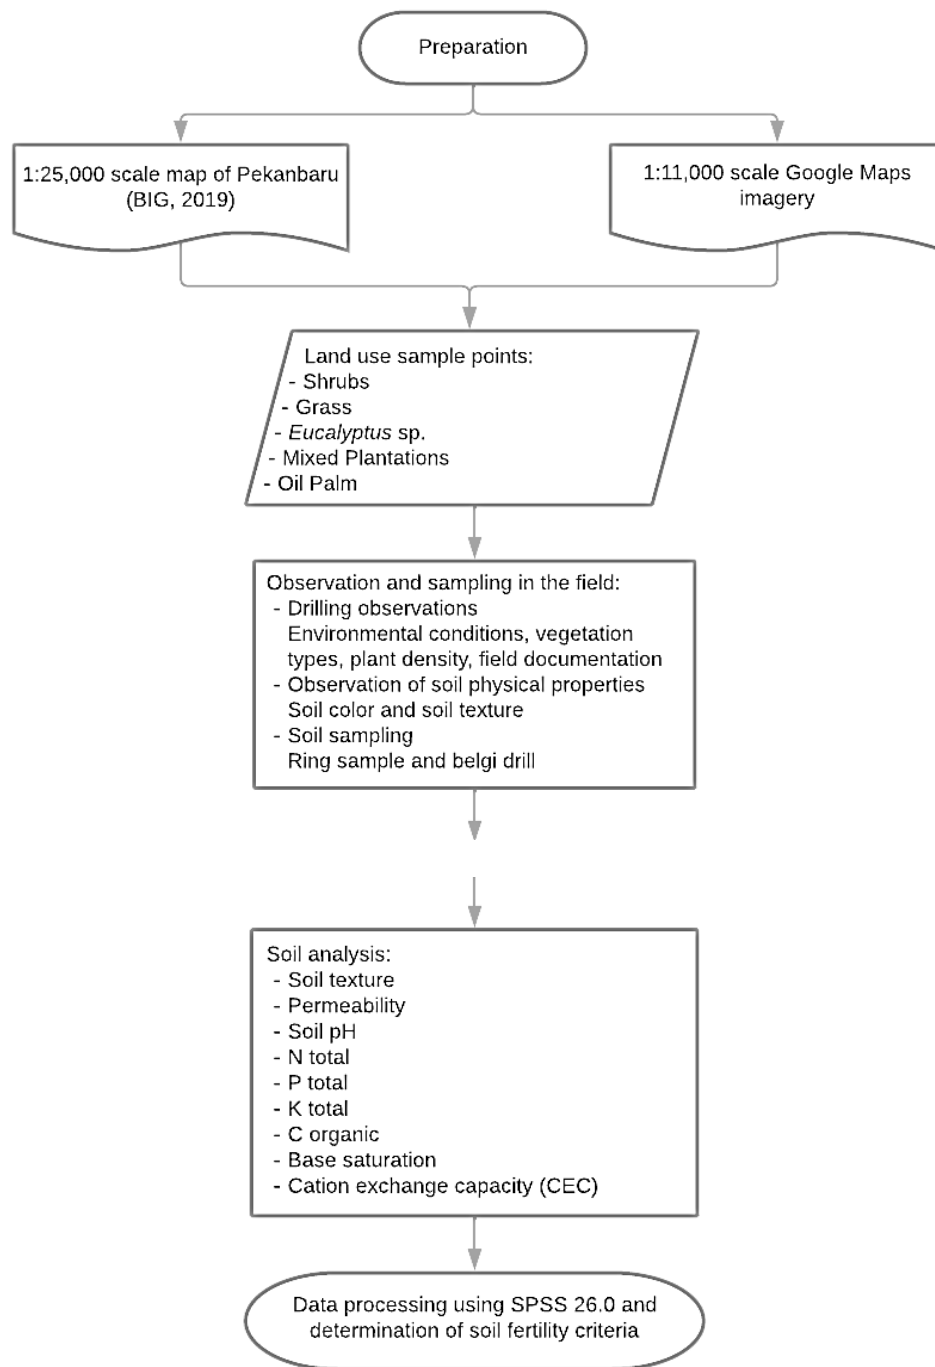 Preparation
1:25,000 scale map of Pekanbaru
(BIG, 2019)
1:11,000 scale Google Maps
imagery
Land use sample points:
- Shrubs
- Grass
- Eucalyptus sp.
- Mixed Plantations
- Oil Palm
Observation and sampling in the field:
- Drilling observations
Environmental conditions, vegetation
types, plant density, field documentation
- Observation of soil physical properties
Soil color and soil texture
- Soil sampling
Ring sample and belgi drill
Soil analysis:
- Soil texture
- Permeability
- Soil pH
- N total
- P total
- K total
- C organic
- Base saturation
- Cation exchange capacity (CEC)
Data processing using SPSS 26.0 and
determination of soil fertility criteria